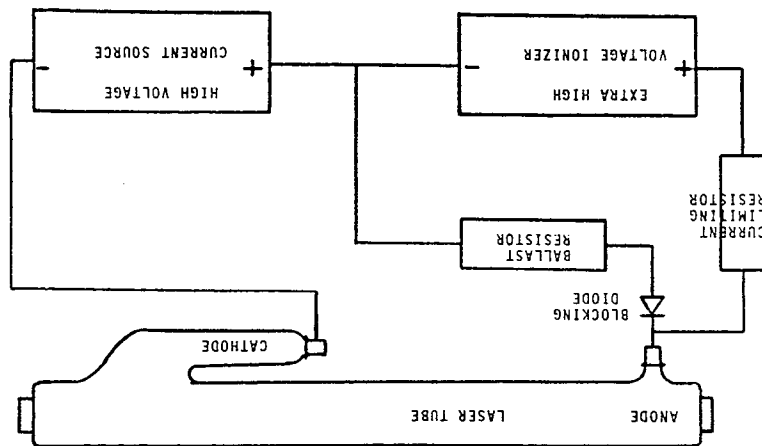 ANODE
LASER TUBE
CATHODE
BLOCKING
DIODE
CURRENT
LIMITING
RESISTOR
BALLAST
RESISTOR
EXTRA HIGH
VOLTAGE IONIZER
+
-
HIGH VOLTAGE
CURRENT SOURCE
+
-